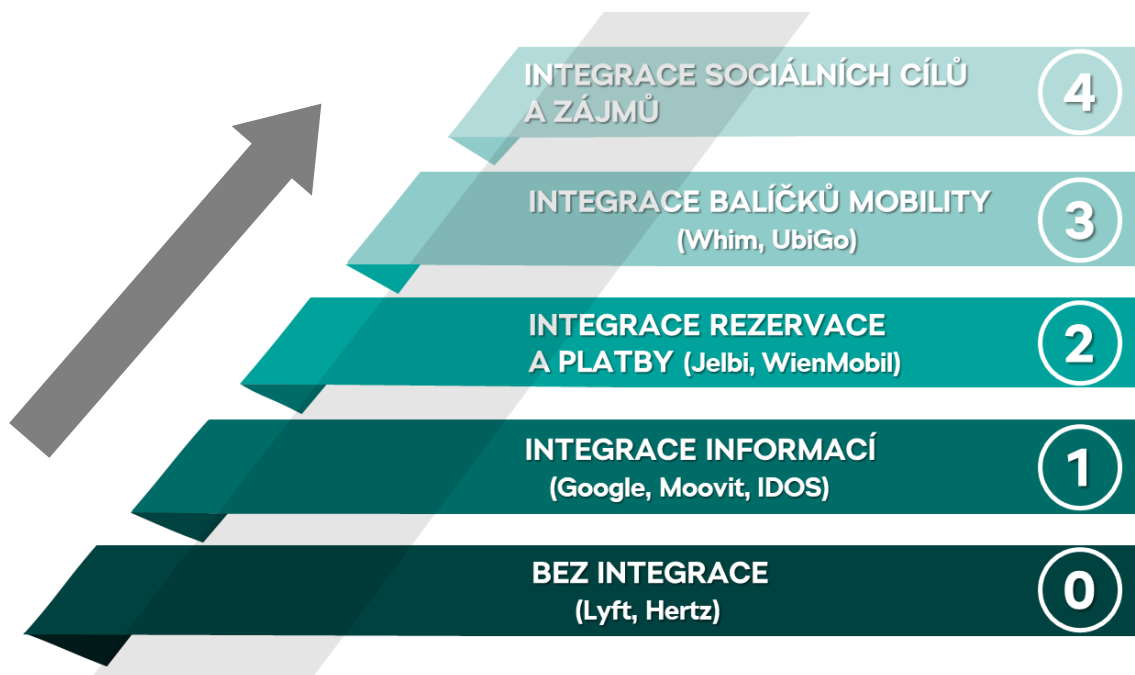 INTEGRACE SOCIÁLNÍCH CÍLŮ
A ZÁJMŮ
4
INTEGRACE BALÍČKŮ MOBILITY
(Whim, UbiGo)
3
INTEGRACE REZERVACE
A PLATBY (Jelbi, WienMobil)
2
INTEGRACE INFORMACÍ
(Google, Moovit, IDOS)
1
BEZ INTEGRACE
(Lyft, Hertz)
0